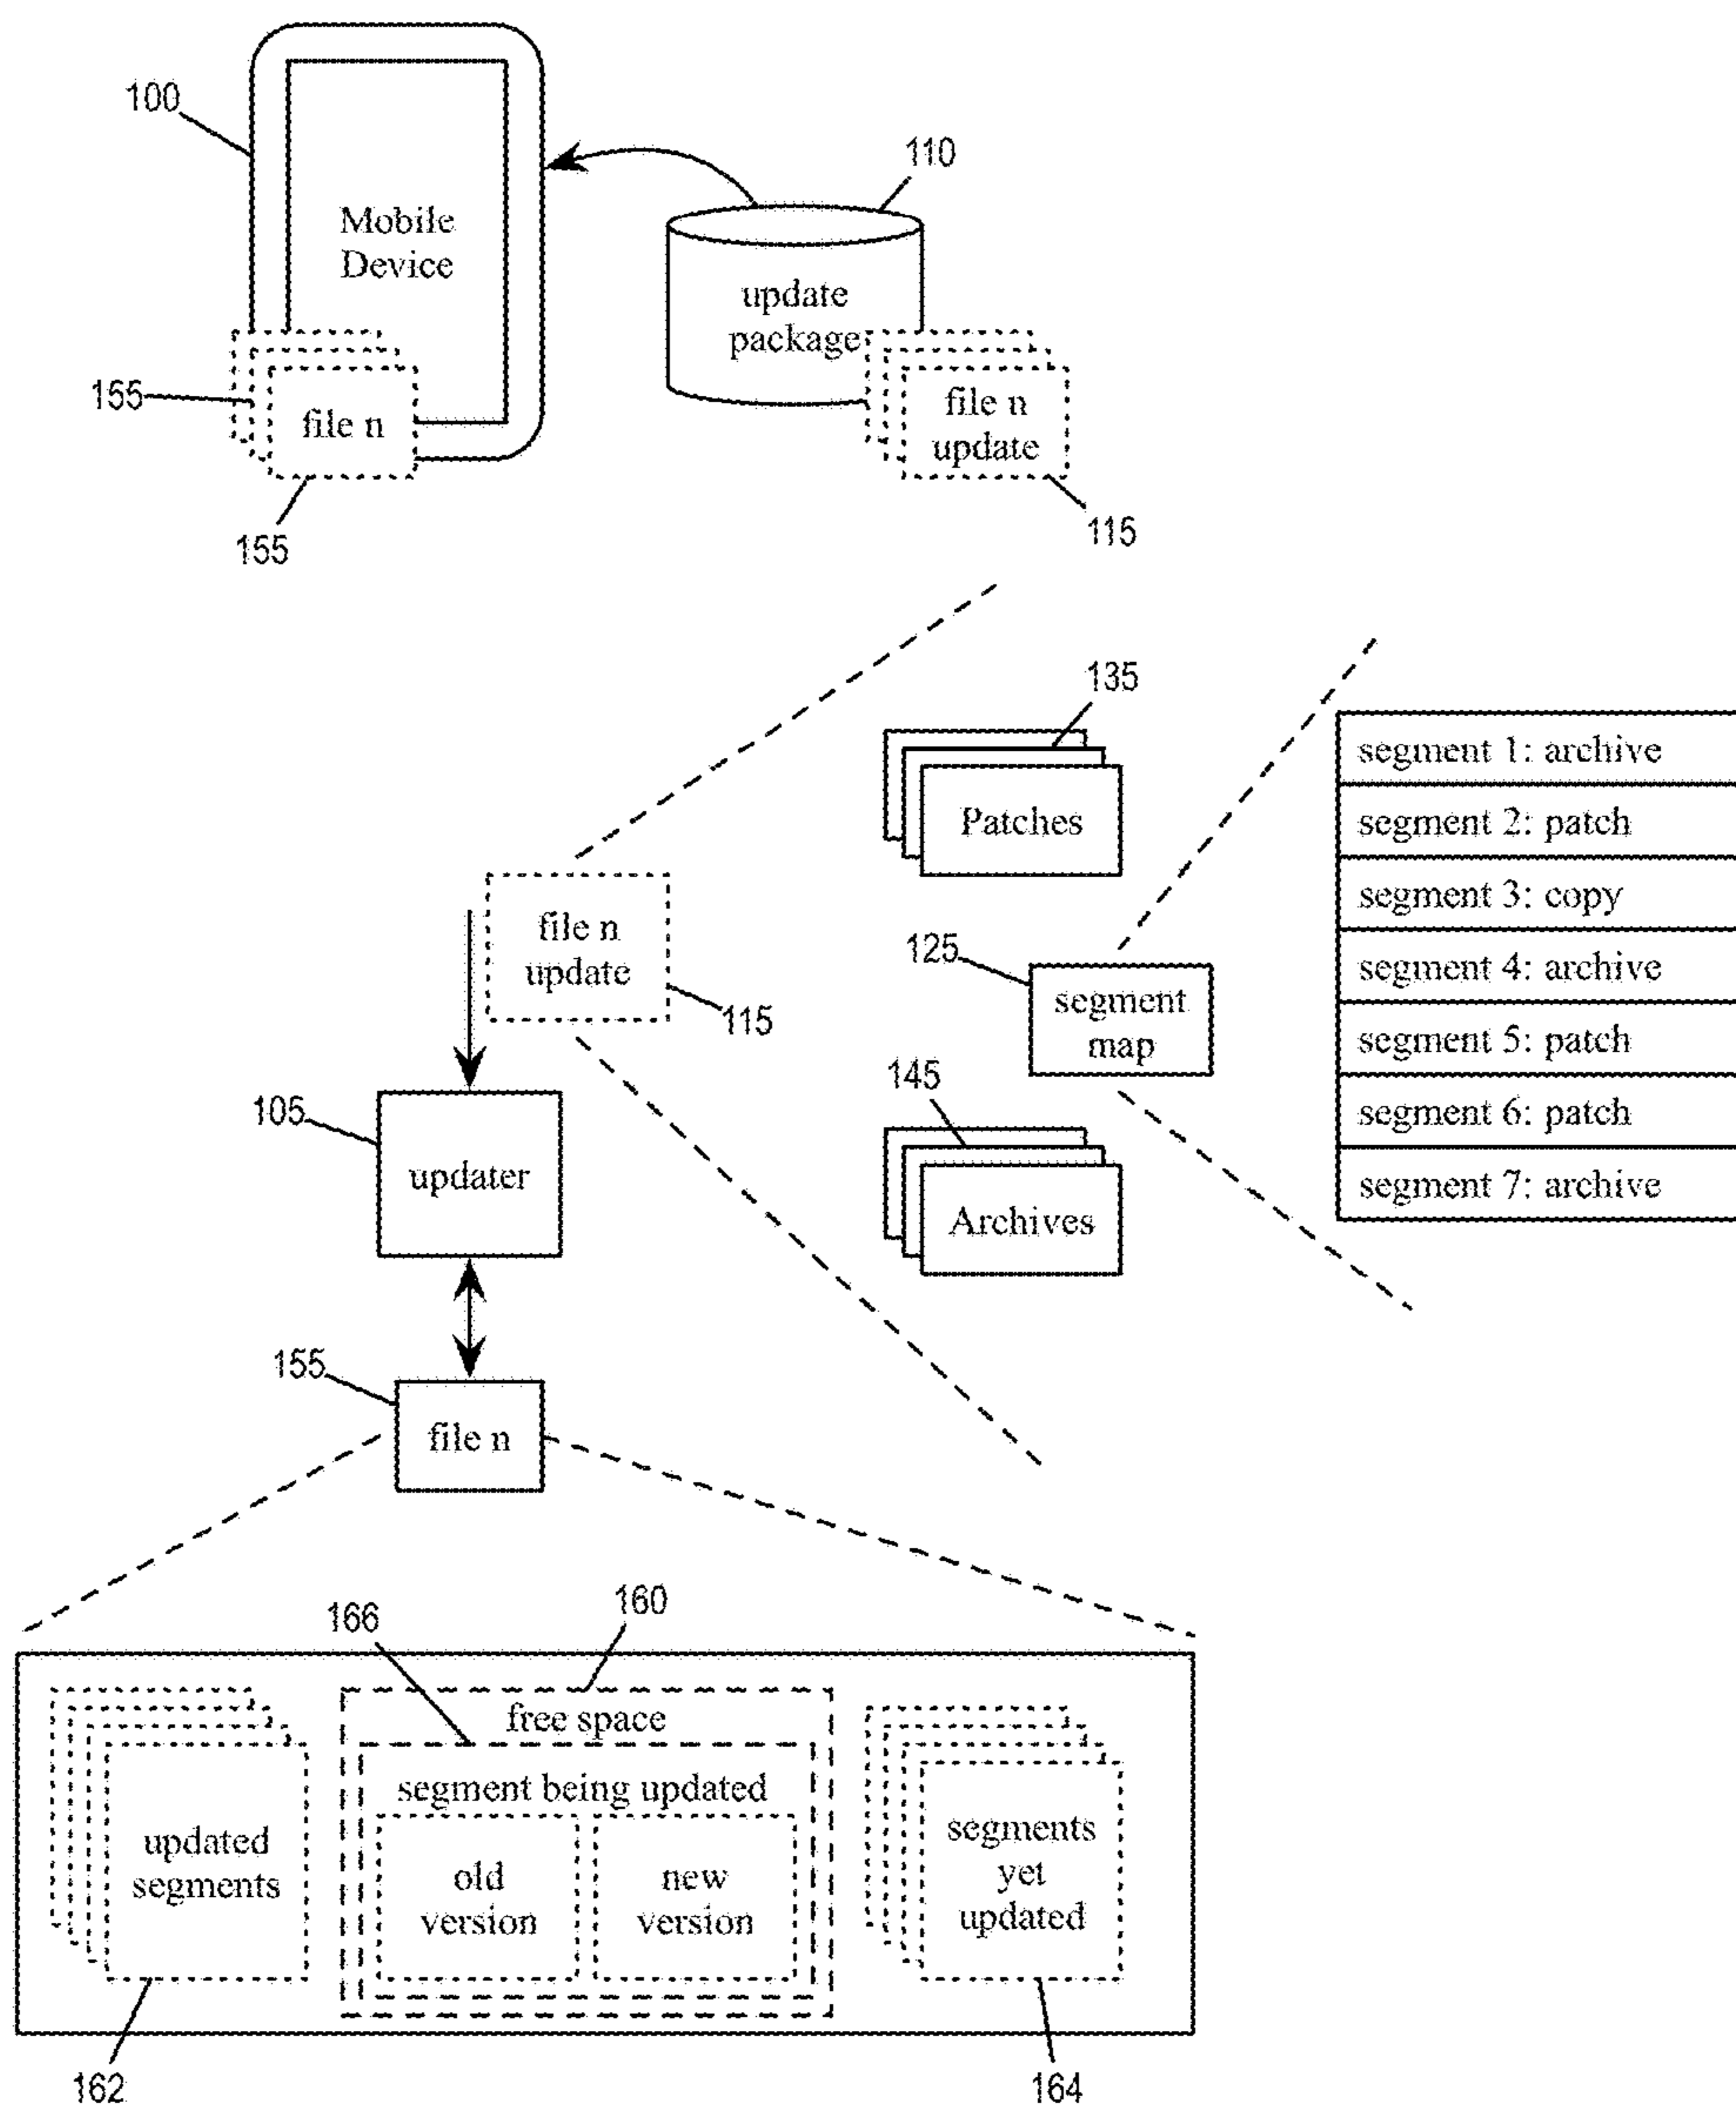 100
110
Mobile
Device
update
package
155
file n
file n
update
155
115
135
segment 1: archive
Patches
segment 2: patch
segment 3: copy
file n
update
125
segment
map
segment 4: archive
115
segment 5: patch
145
105
segment 6: patch
updater
Archives
segment 7: archive
155
file n
166
160
free space
segment being updated
updated
segments
old
version
new
version
segments
yet
updated
162
164